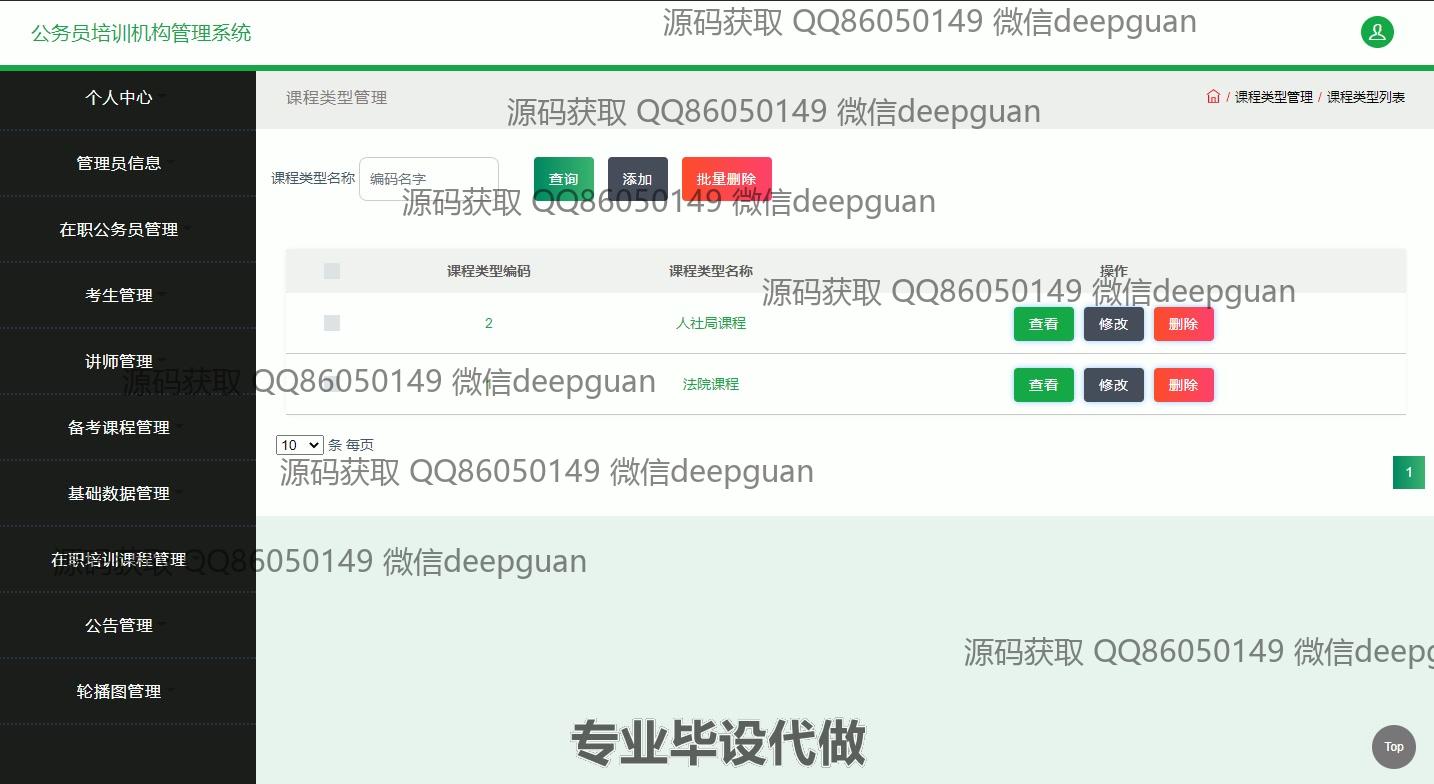 公务员培训机构管理系统
源码获取 QQ86050149 微信deepguan
个人中心
管理员信息
在职公务员管理
考生管理
讲师管理
备考课程管理
基础数据管理
在职培训课程管理
公告管理
轮播图管理
课程类型管理
/ 课程类型管理 / 课程类型列表
源码获取 QQ86050149 微信deepguan
课程类型名称 编码名字 查询 添加 批量删除
源码获取 QQ86050149 微信deepguan
课程类型编码 课程类型名称 操作
源码获取 QQ86050149 微信deepguan
2 人社局课程 查看 修改 删除
法院课程 查看 修改 删除
源码获取 QQ86050149 微信deepguan
10 条 每页
源码获取 QQ86050149 微信deepguan
1
源码获取 QQ86050149 微信deepguan
源码获取 QQ86050149 微信deepg
专业毕设代做
Top